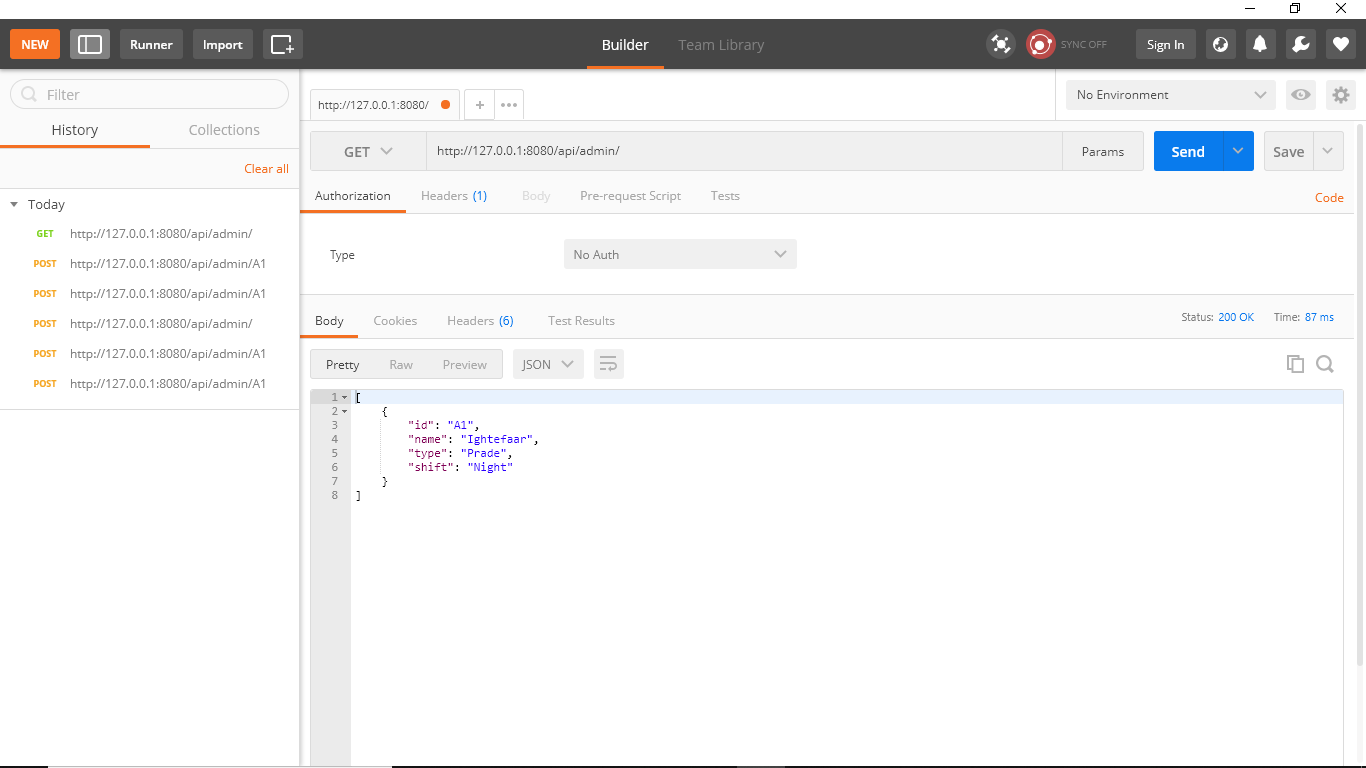 NEW Runner Import Builder Team Library SYNC OFF Sign In
Filter
History Collections
Clear all
Today
GET http://127.0.0.1:8080/api/admin/
POST http://127.0.0.1:8080/api/admin/A1
POST http://127.0.0.1:8080/api/admin/A1
POST http://127.0.0.1:8080/api/admin/
POST http://127.0.0.1:8080/api/admin/A1
POST http://127.0.0.1:8080/api/admin/A1
http://127.0.0.1:8080/ + ••• No Environment
GET http://127.0.0.1:8080/api/admin/ Params Send Save
Authorization Headers (1) Body Pre-request Script Tests Code
Type No Auth
Body Cookies Headers (6) Test Results Status: 200 OK Time: 87 ms
Pretty Raw Preview JSON
1 [
2 {
3 "id": "A1",
4 "name": "Ightefaar",
5 "type": "Prade",
6 "shift": "Night"
7 }
8 ]